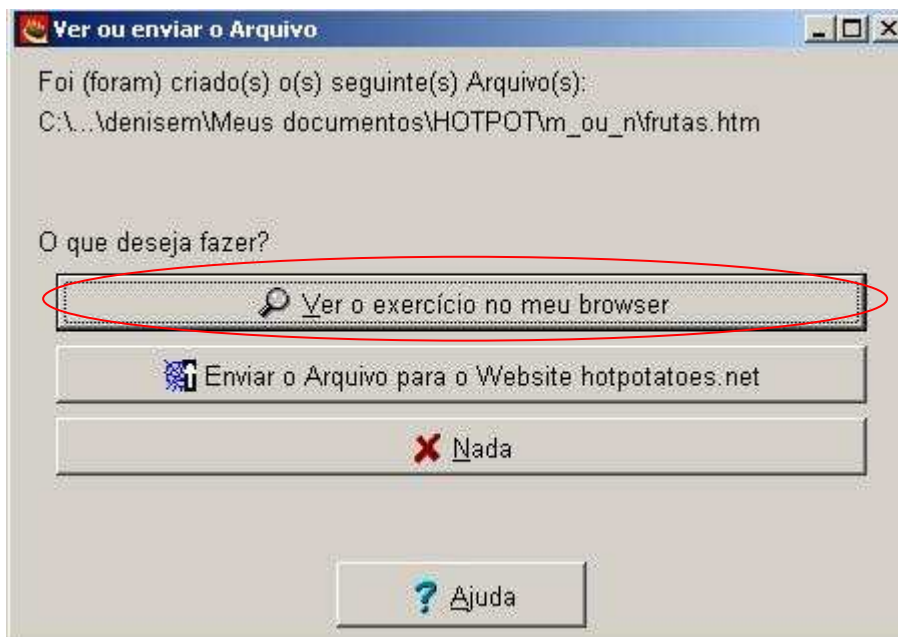 Ver ou enviar o Arquivo
Foi (foram) criado(s) o(s) seguinte(s) Arquivo(s):
C:\...\denisem\Meus documentos\HOTPOT\m_ou_n\frutas.htm
O que deseja fazer?
Ver o exercício no meu browser
Enviar o Arquivo para o Website hotpotatoes.net
Nada
? Ajuda